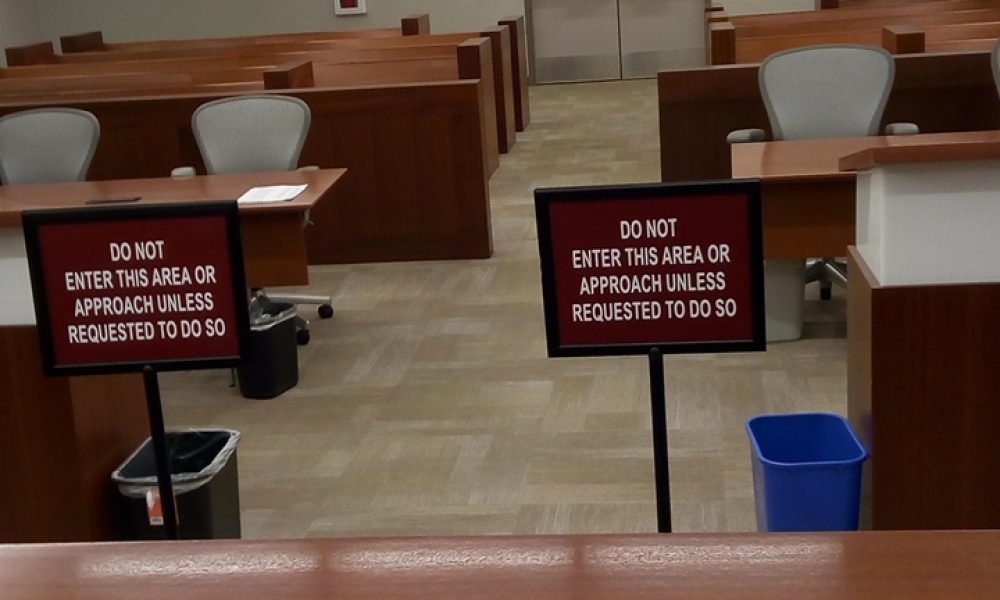 DO NOT
ENTER THIS AREA OR
APPROACH UNLESS
REQUESTED TO DO SO
DO NOT
ENTER THIS AREA OR
APPROACH UNLESS
REQUESTED TO DO SO